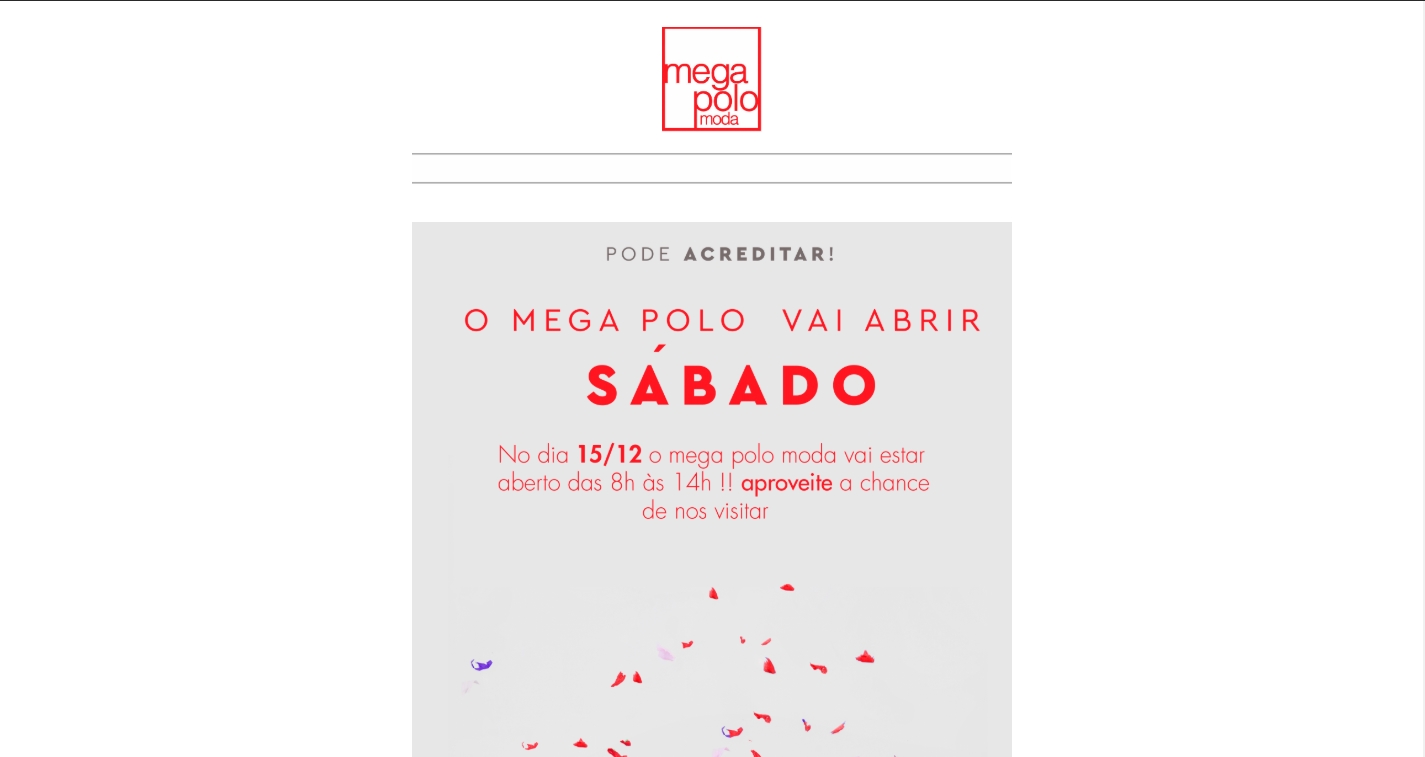 mega
polo
moda
PODE ACREDITAR!
O MEGA POLO VAI ABRIR
SÁBADO
No dia 15/12 o mega polo moda vai estar
aberto das 8h às 14h !! aproveite a chance
de nos visitar